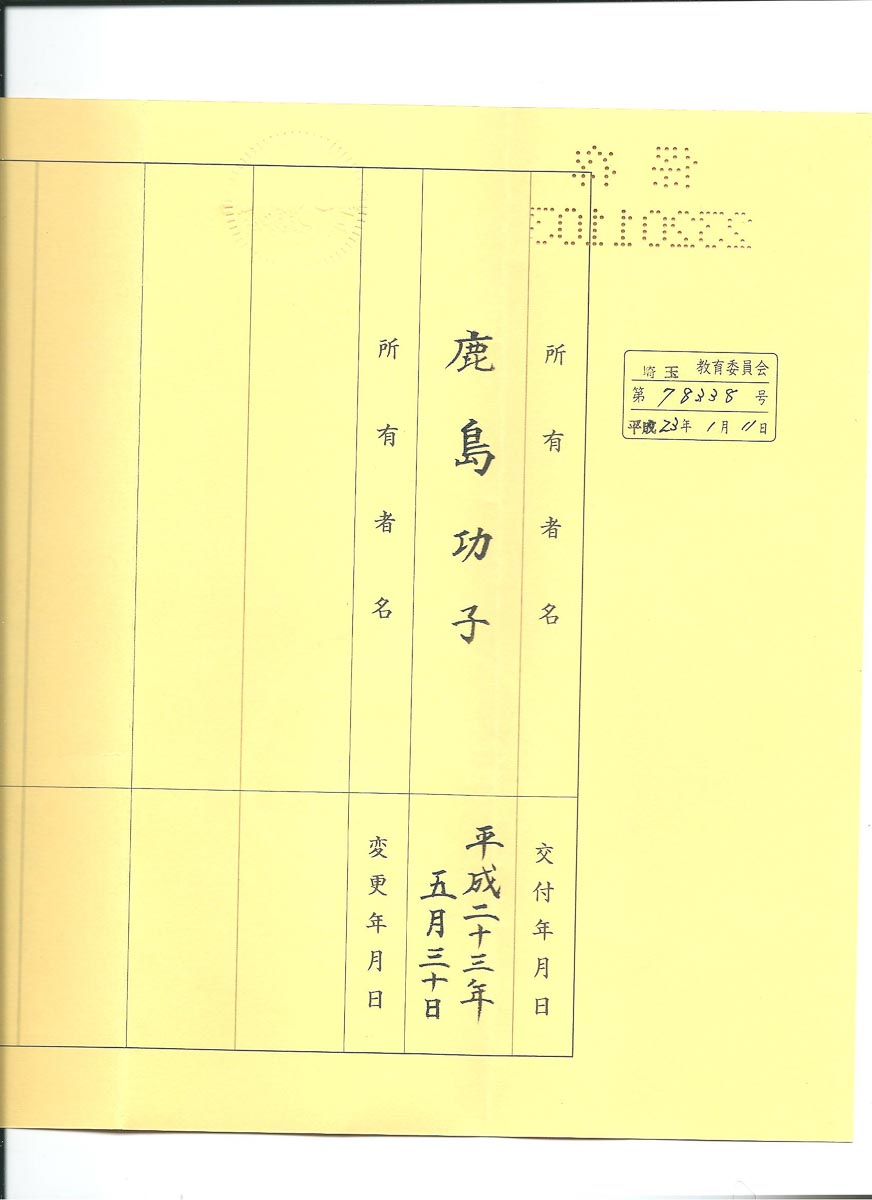 埼玉 教育委員会
第 78338 号
平成23年 1月 11日
所有者名
交付年月日
鹿島功子
平成二十三年
五月三十日
所有者名
変更年月日